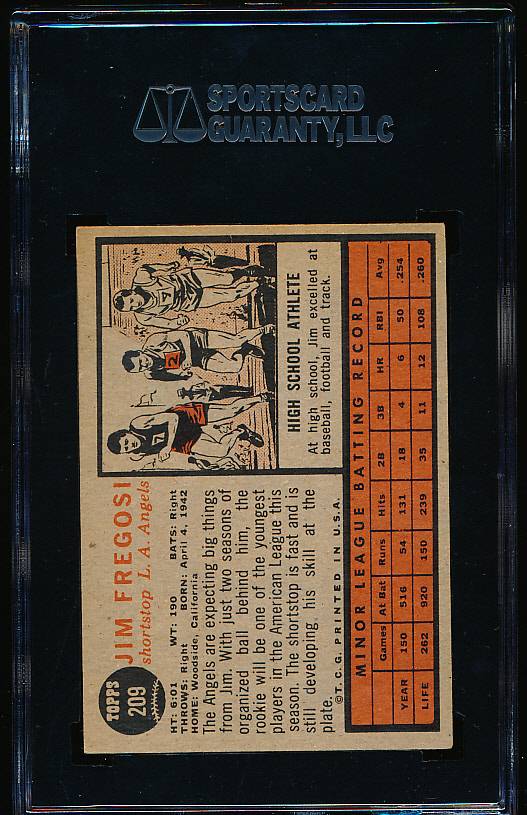 SPORTSCARD
GUARANTY, LLC
TOPPS
209
JIM FREGOSI
shortstop L. A. Angels
HT: 6:01 WT: 190 BATS: Right
THROWS: Right BORN: April 4, 1942
HOME: Woodside, California
The Angels are expecting big things
from Jim. With just two seasons of
organized ball behind him, the
rookie will be one of the youngest
players in the American League this
season. The shortstop is fast and is
still developing his skill at the
plate.
©T.C.G. PRINTED IN U.S.A.
7
2
7
HIGH SCHOOL ATHLETE
At high school, Jim excelled at
baseball, football and track.
MINOR LEAGUE BATTING RECORD
Games At Bat Runs Hits 2B 3B HR RBI Avg
YEAR 150 516 54 131 18 4 6 50 .254
LIFE 262 920 150 239 35 11 12 108 .260